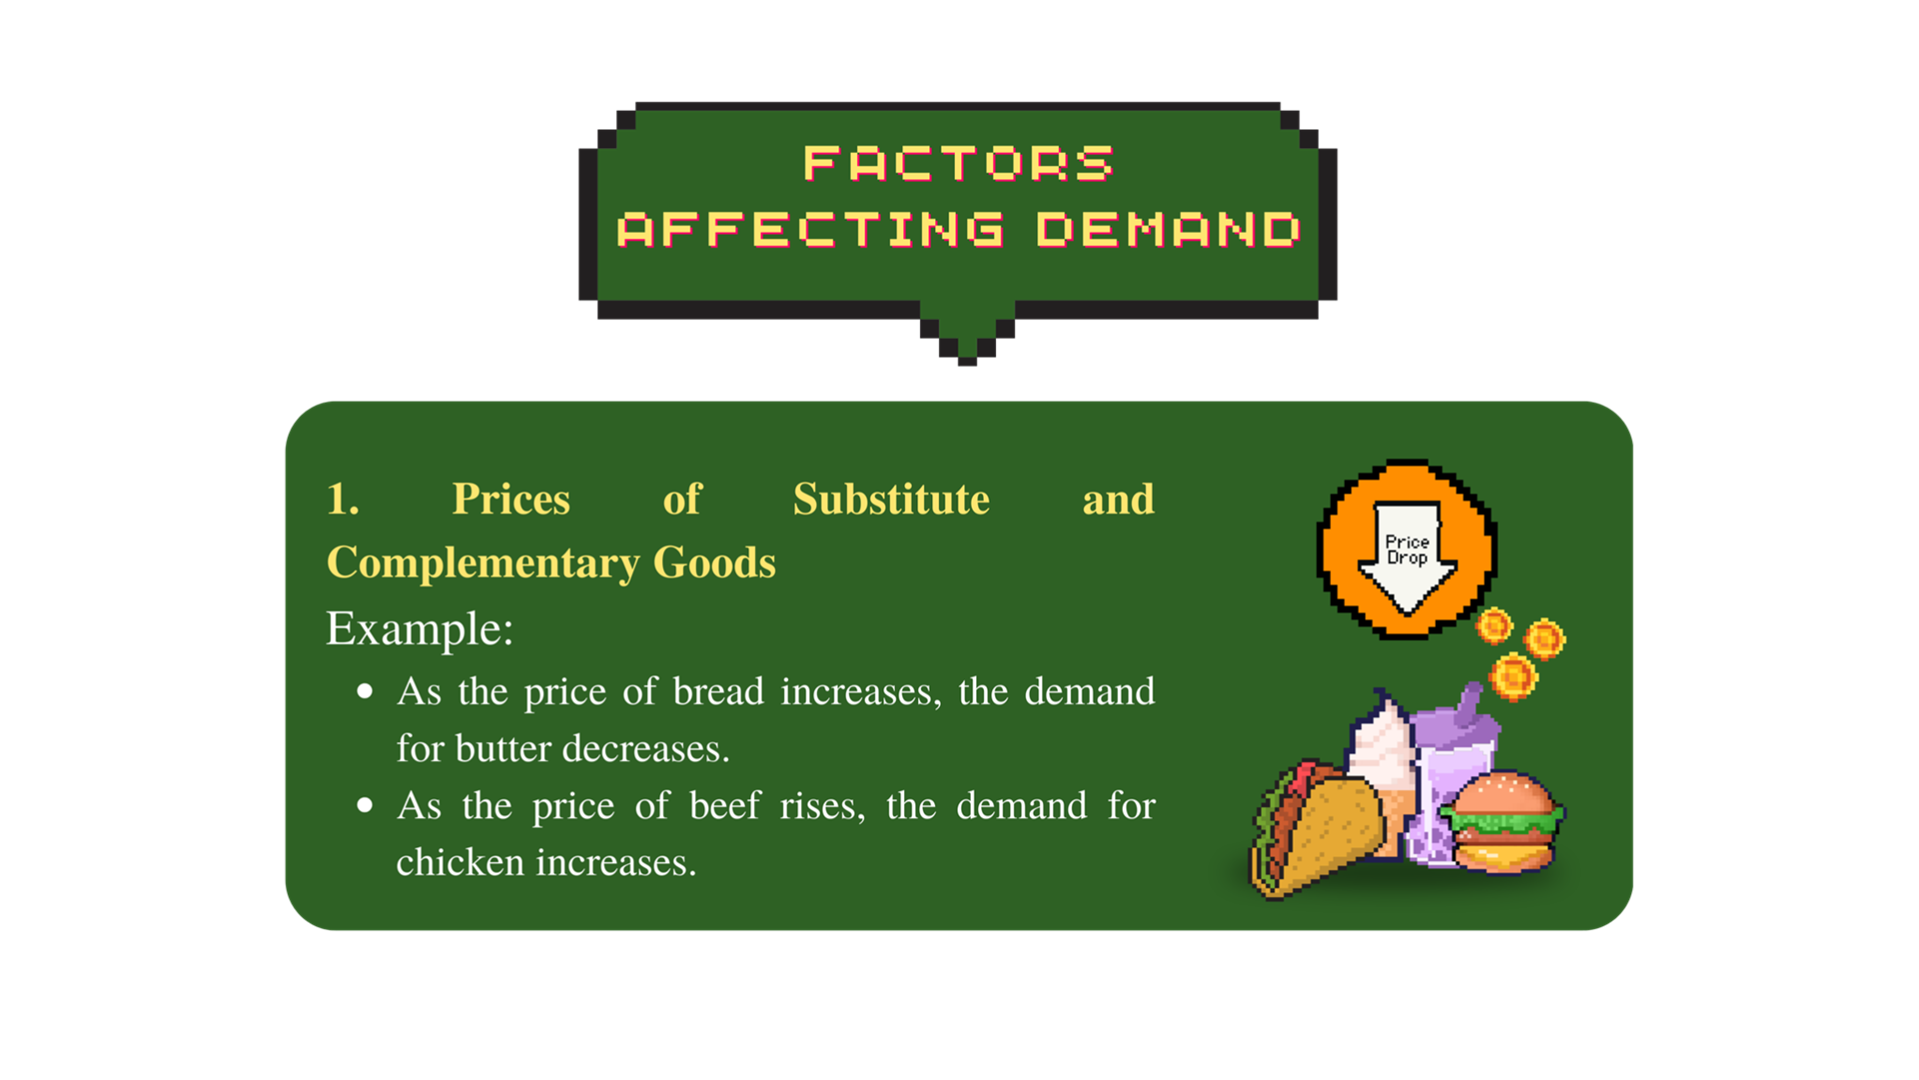 FACTORS
AFFECTING DEMAND
1. Prices of Substitute and
Complementary Goods
Example:
• As the price of bread increases, the demand
for butter decreases.
• As the price of beef rises, the demand for
chicken increases.
Price
Drop